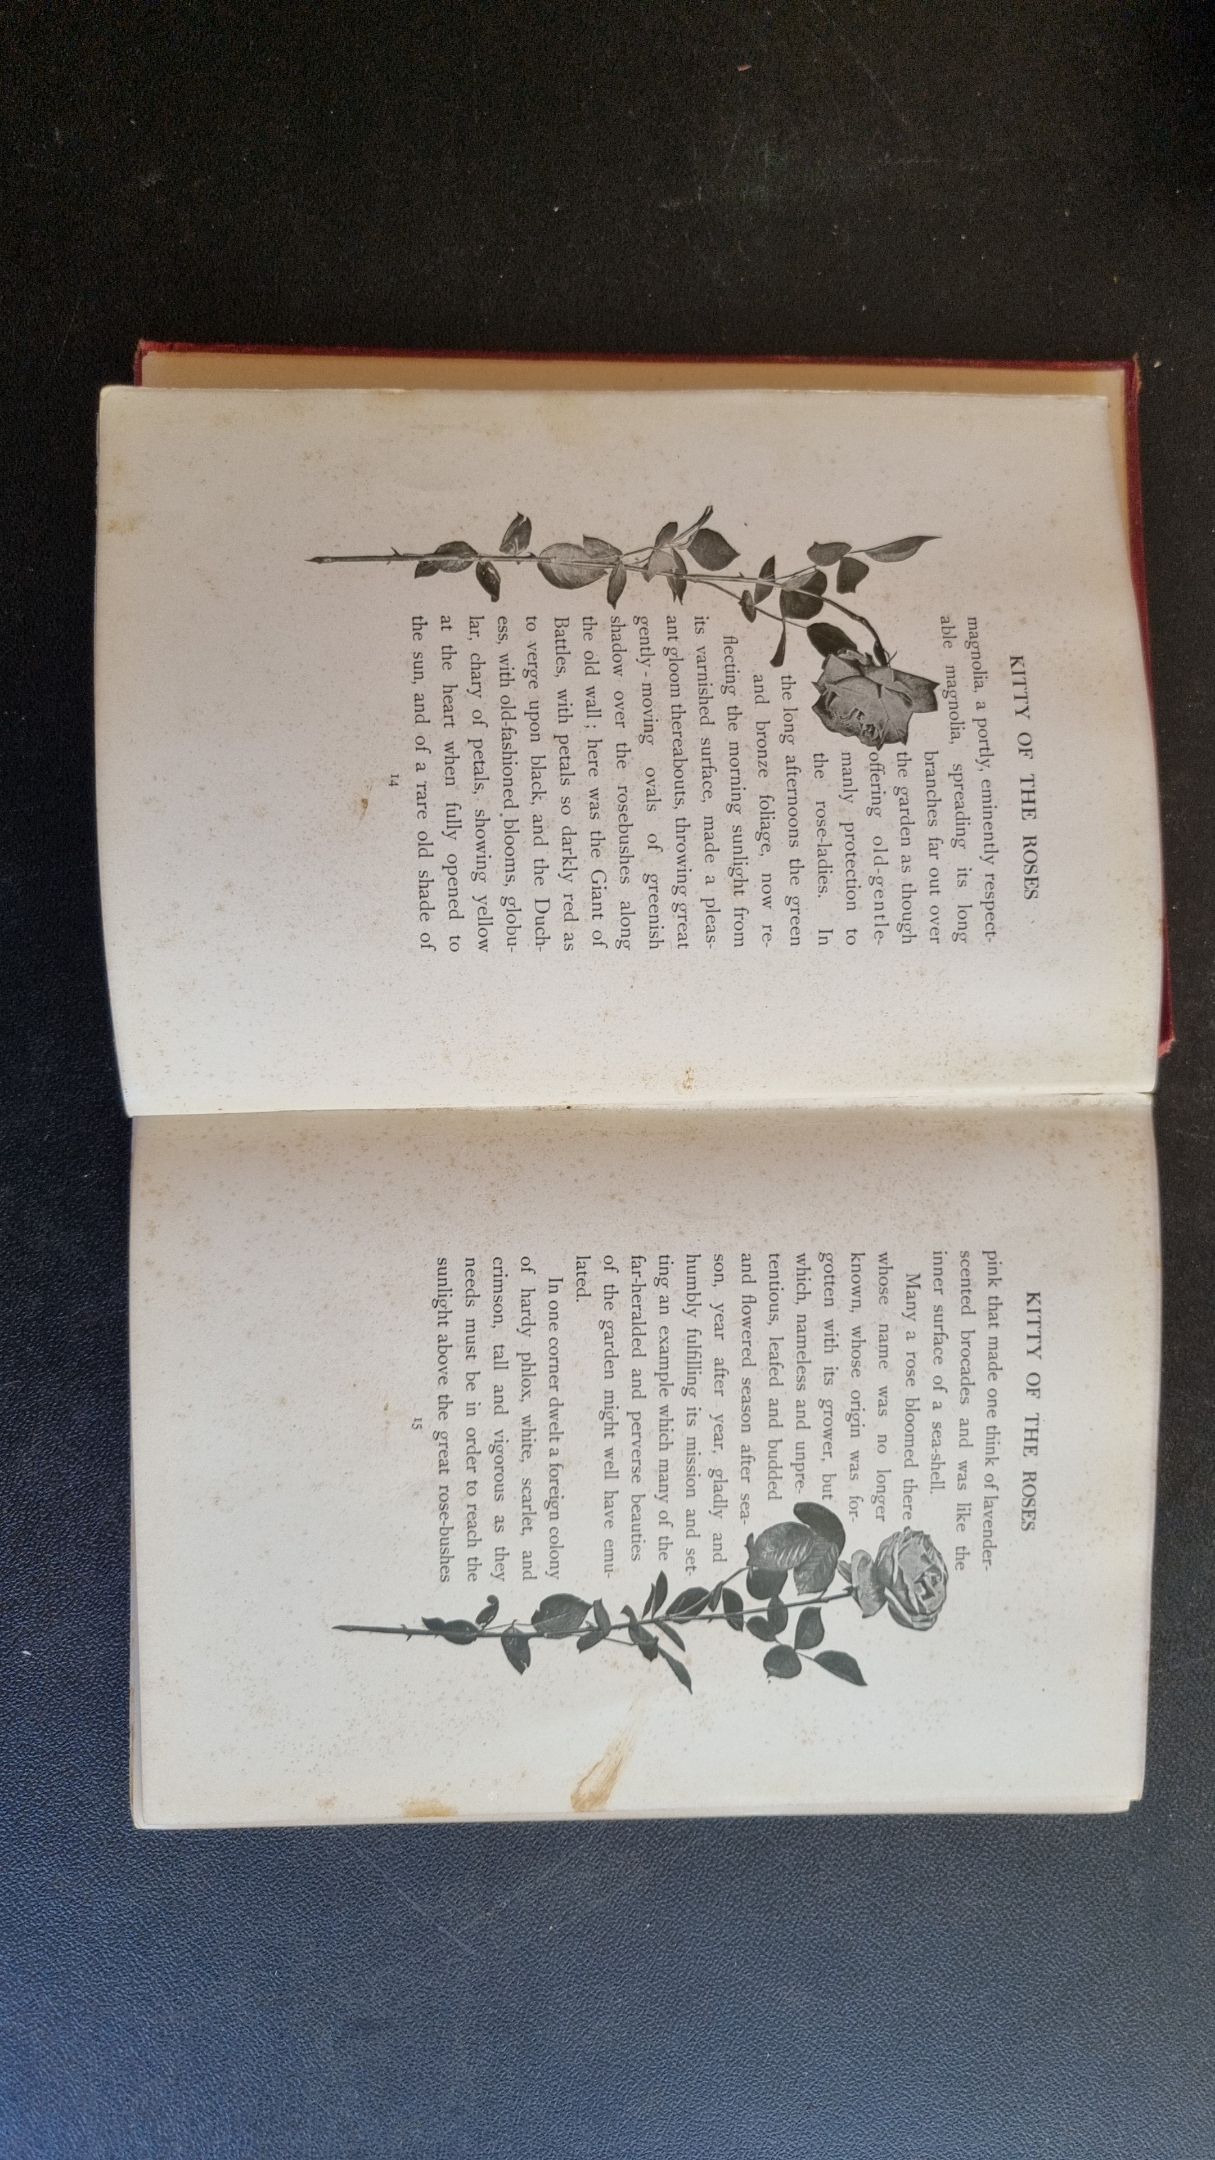 KITTY OF THE ROSES
magnolia, a portly, eminently respect-
able magnolia, spreading its long
branches far out over
the garden as though
offering old-gentle-
manly protection to
the rose-ladies. In
the long afternoons the green
and bronze foliage, now re-
flecting the morning sunlight from
its varnished surface, made a pleas-
ant gloom thereabouts, throwing great
gently-moving ovals of greenish
shadow over the rosebushes along
the old wall; here was the Giant of
Battles, with petals so darkly red as
to verge upon black, and the Duch-
ess, with old-fashioned blooms, globu-
lar, chary of petals, showing yellow
at the heart when fully opened to
the sun, and of a rare old shade of
14
KITTY OF THE ROSES
pink that made one think of lavender-
scented brocades and was like the
inner surface of a sea-shell.
Many a rose bloomed there
whose name was no longer
known, whose origin was for-
gotten with its grower, but
which, nameless and unpre-
tentious, leafed and budded
and flowered season after sea-
son, year after year, gladly and
humbly fulfilling its mission and set-
ting an example which many of the
far-heralded and perverse beauties
of the garden might well have emu-
lated.
In one corner dwelt a foreign colony
of hardy phlox, white, scarlet, and
crimson, tall and vigorous as they
needs must be in order to reach the
sunlight above the great rose-bushes
15